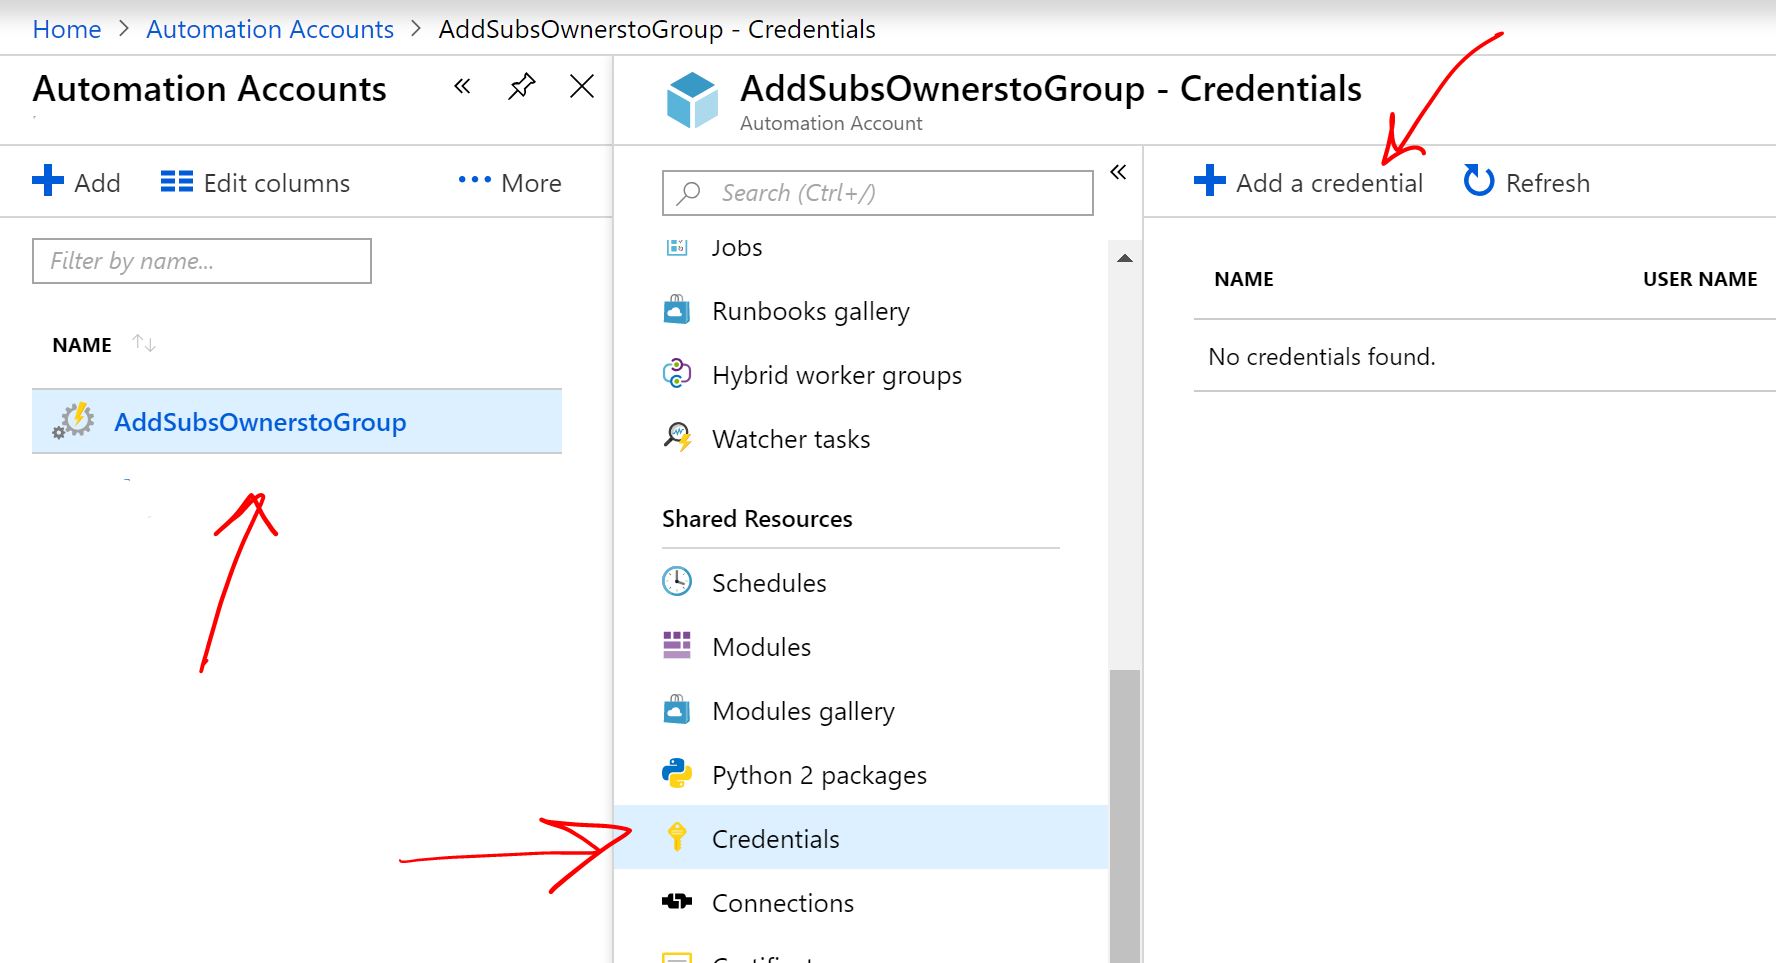 Home > Automation Accounts > AddSubsOwnerstoGroup - Credentials
Automation Accounts
Add
Edit columns
More
Filter by name...
NAME
AddSubsOwnerstoGroup
AddSubsOwnerstoGroup - Credentials
Automation Account
Search (Ctrl+/)
Jobs
Runbooks gallery
Hybrid worker groups
Watcher tasks
Shared Resources
Schedules
Modules
Modules gallery
Python 2 packages
Credentials
Connections
Add a credential
Refresh
NAME
USER NAME
No credentials found.